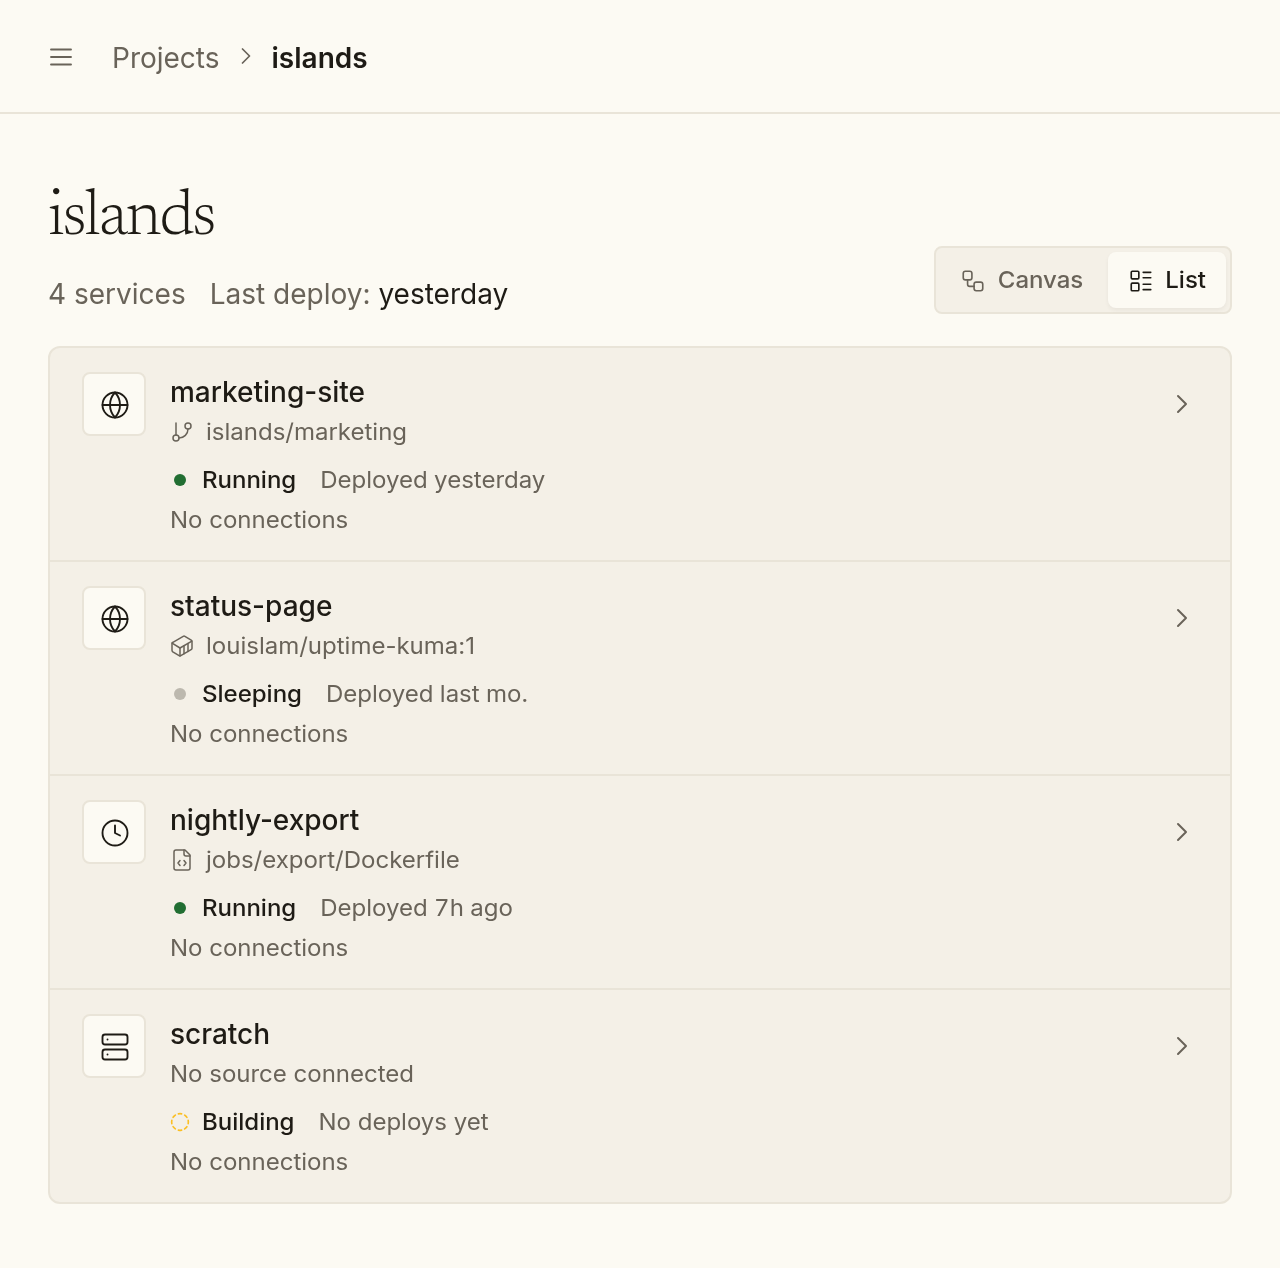 Projects > islands
islands
4 services Last deploy: yesterday
Canvas List
marketing-site
islands/marketing
Running Deployed yesterday
No connections
status-page
louislam/uptime-kuma:1
Sleeping Deployed last mo.
No connections
nightly-export
jobs/export/Dockerfile
Running Deployed 7h ago
No connections
scratch
No source connected
Building No deploys yet
No connections